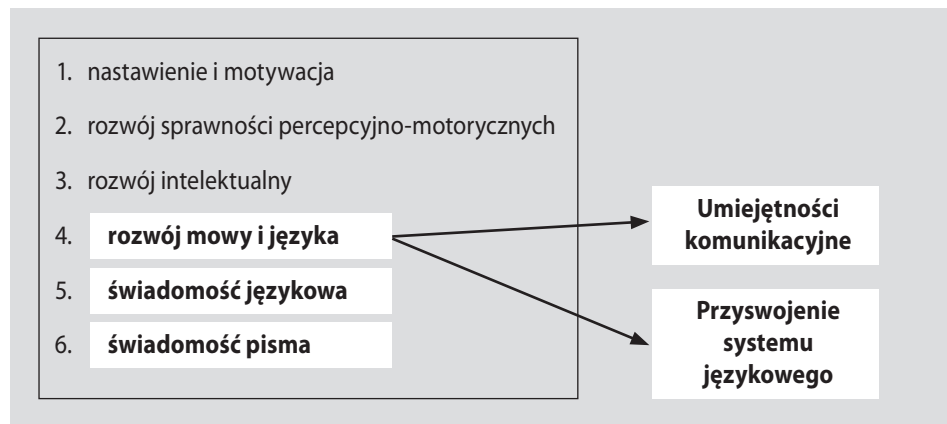 1. nastawienie i motywacja
2. rozwój sprawności percepcyjno-motorycznych
3. rozwój intelektualny
4. rozwój mowy i języka
5. świadomość językowa
6. świadomość pisma
Umiejętności
komunikacyjne
Przyswojenie
systemu
językowego